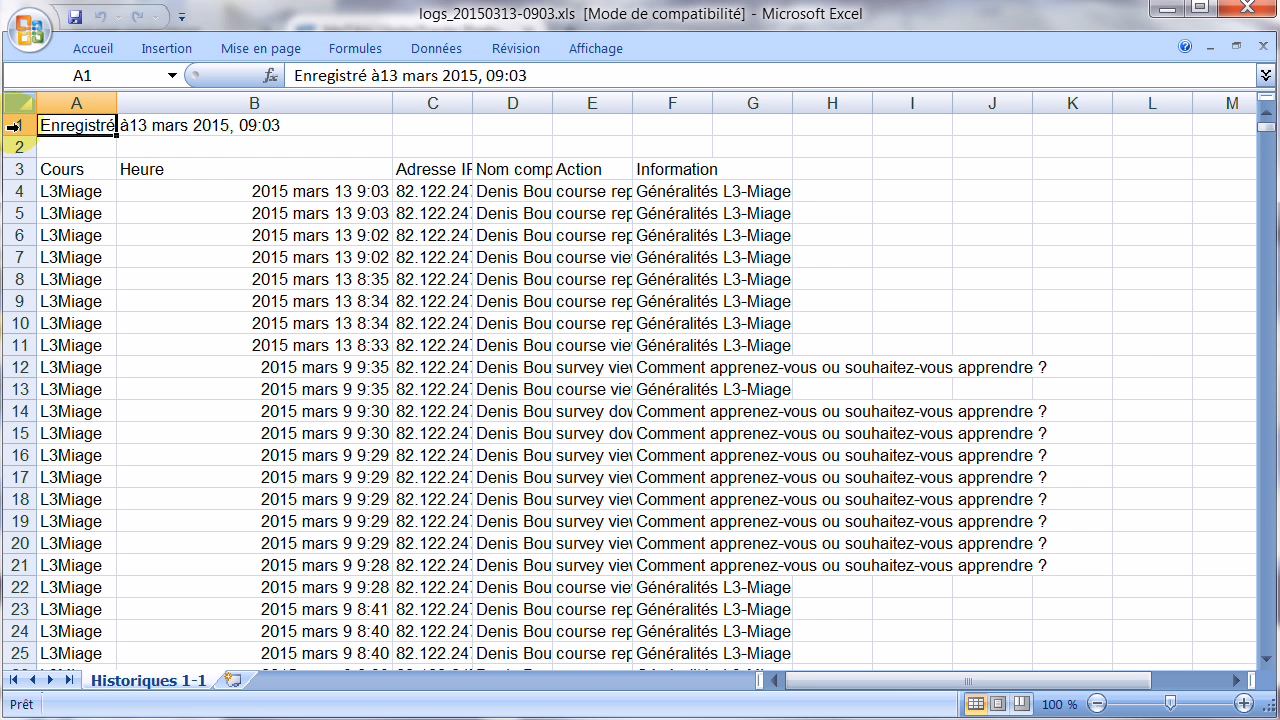 logs_20150313-0903.xls [Mode de compatibilité] - Microsoft Excel
Accueil Insertion Mise en page Formules Données Révision Affichage
A1 fx Enregistré à13 mars 2015, 09:03
A B C D E F G H I J K L M
1 Enregistré à13 mars 2015, 09:03
2
3 Cours Heure Adresse IP Nom comp Action Information
4 L3Miage 2015 mars 13 9:03 82.122.247 Denis Bou course rep Généralités L3-Miage
5 L3Miage 2015 mars 13 9:03 82.122.247 Denis Bou course rep Généralités L3-Miage
6 L3Miage 2015 mars 13 9:02 82.122.247 Denis Bou course rep Généralités L3-Miage
7 L3Miage 2015 mars 13 9:02 82.122.247 Denis Bou course view Généralités L3-Miage
8 L3Miage 2015 mars 13 8:35 82.122.247 Denis Bou course rep Généralités L3-Miage
9 L3Miage 2015 mars 13 8:34 82.122.247 Denis Bou course rep Généralités L3-Miage
10 L3Miage 2015 mars 13 8:34 82.122.247 Denis Bou course rep Généralités L3-Miage
11 L3Miage 2015 mars 13 8:33 82.122.247 Denis Bou course view Généralités L3-Miage
12 L3Miage 2015 mars 9 9:35 82.122.247 Denis Bou survey view Comment apprenez-vous ou souhaitez-vous apprendre ?
13 L3Miage 2015 mars 9 9:35 82.122.247 Denis Bou course view Généralités L3-Miage
14 L3Miage 2015 mars 9 9:30 82.122.247 Denis Bou survey dow Comment apprenez-vous ou souhaitez-vous apprendre ?
15 L3Miage 2015 mars 9 9:30 82.122.247 Denis Bou survey dow Comment apprenez-vous ou souhaitez-vous apprendre ?
16 L3Miage 2015 mars 9 9:29 82.122.247 Denis Bou survey view Comment apprenez-vous ou souhaitez-vous apprendre ?
17 L3Miage 2015 mars 9 9:29 82.122.247 Denis Bou survey view Comment apprenez-vous ou souhaitez-vous apprendre ?
18 L3Miage 2015 mars 9 9:29 82.122.247 Denis Bou survey view Comment apprenez-vous ou souhaitez-vous apprendre ?
19 L3Miage 2015 mars 9 9:29 82.122.247 Denis Bou survey view Comment apprenez-vous ou souhaitez-vous apprendre ?
20 L3Miage 2015 mars 9 9:29 82.122.247 Denis Bou survey view Comment apprenez-vous ou souhaitez-vous apprendre ?
21 L3Miage 2015 mars 9 9:28 82.122.247 Denis Bou survey view Comment apprenez-vous ou souhaitez-vous apprendre ?
22 L3Miage 2015 mars 9 9:28 82.122.247 Denis Bou course view Généralités L3-Miage
23 L3Miage 2015 mars 9 8:41 82.122.247 Denis Bou course rep Généralités L3-Miage
24 L3Miage 2015 mars 9 8:40 82.122.247 Denis Bou course rep Généralités L3-Miage
25 L3Miage 2015 mars 9 8:40 82.122.247 Denis Bou course rep Généralités L3-Miage
Historiques 1-1
Prêt 100 %